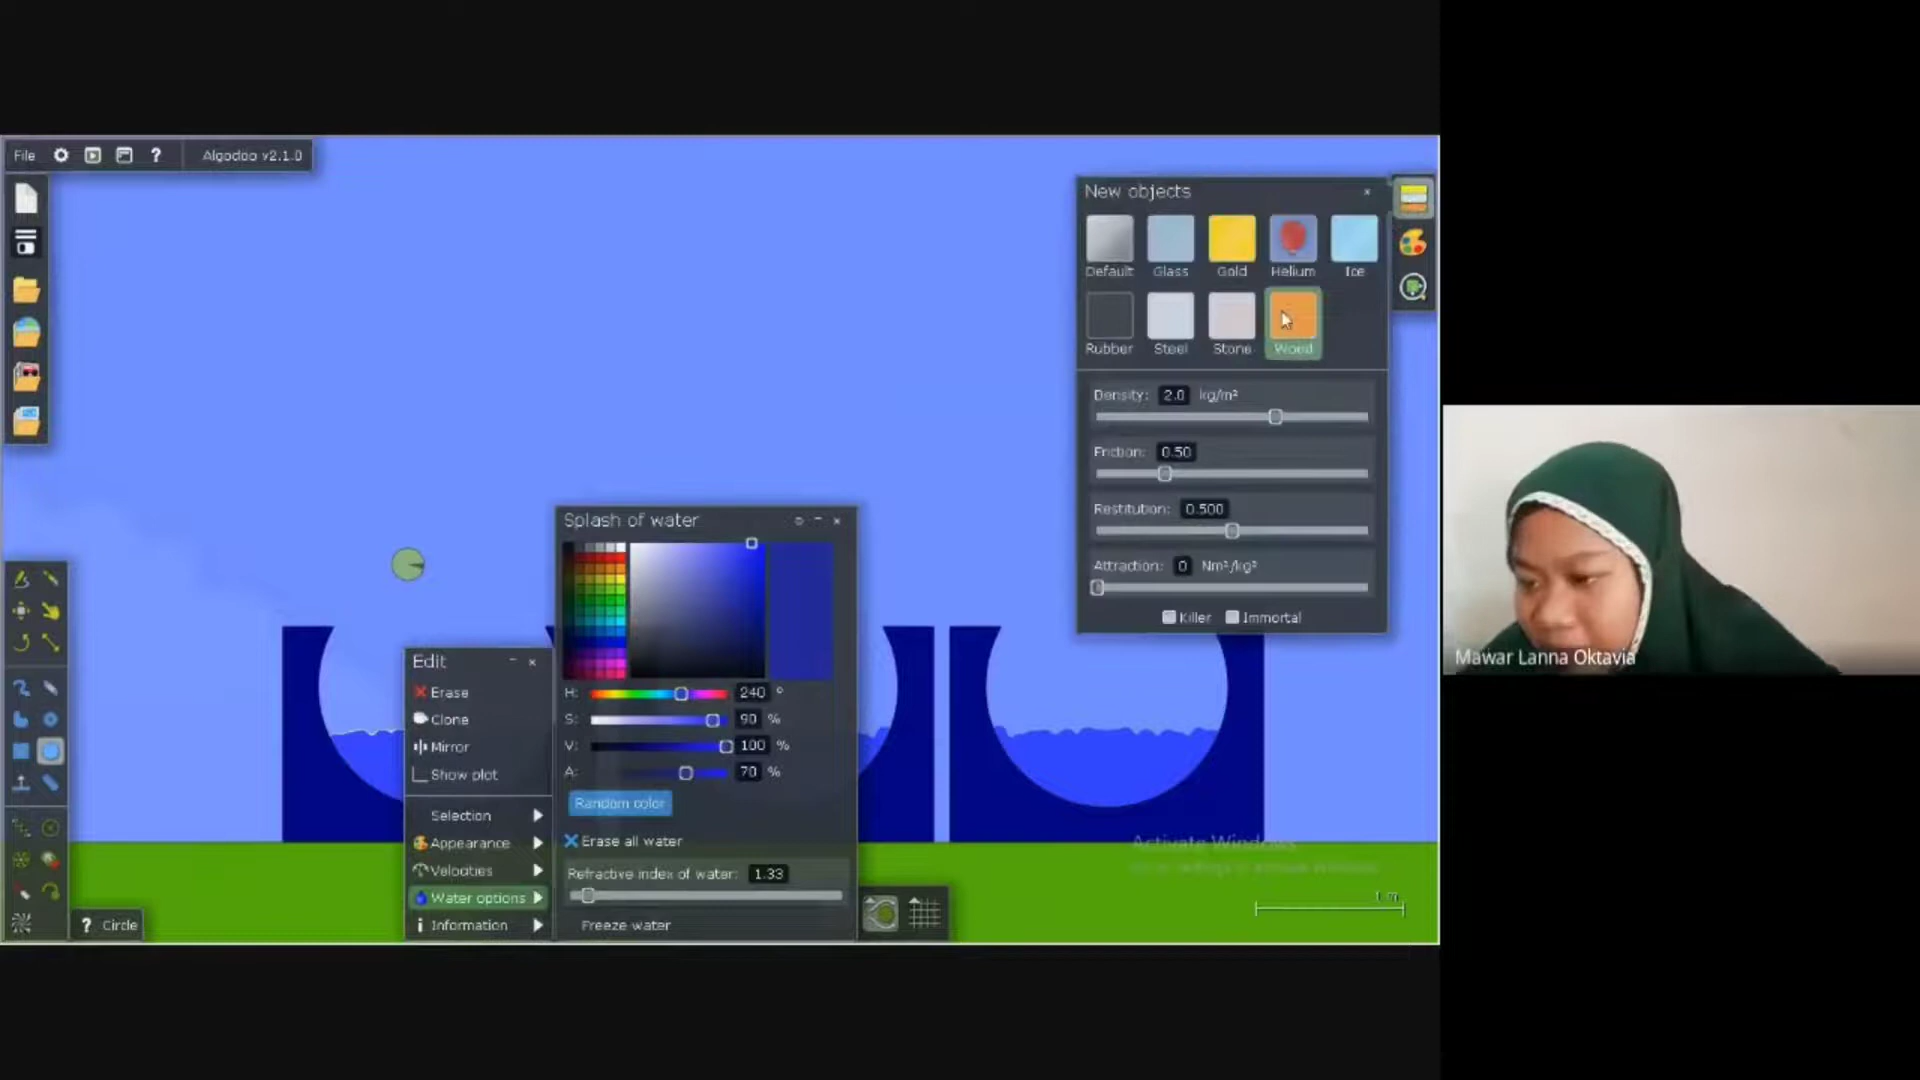 File ? Algodoo v2.1.0
New objects
Default Glass Gold Helium Ice
Rubber Steel Stone Wood
Density: 2.0 kg/m²
Friction: 0.50
Restitution: 0.500
Attraction: 0 Nm²/kg²
Killer Immortal
Splash of water
H: 240 °
S: 90 %
V: 100 %
A: 70 %
Random color
Erase all water
Refractive index of water: 1.33
Freeze water
Edit
Erase
Clone
Mirror
Show plot
Selection
Appearance
Velocities
Water options
Information
? Circle
Activate Windows
1 m
Mawar Lanna Oktavia